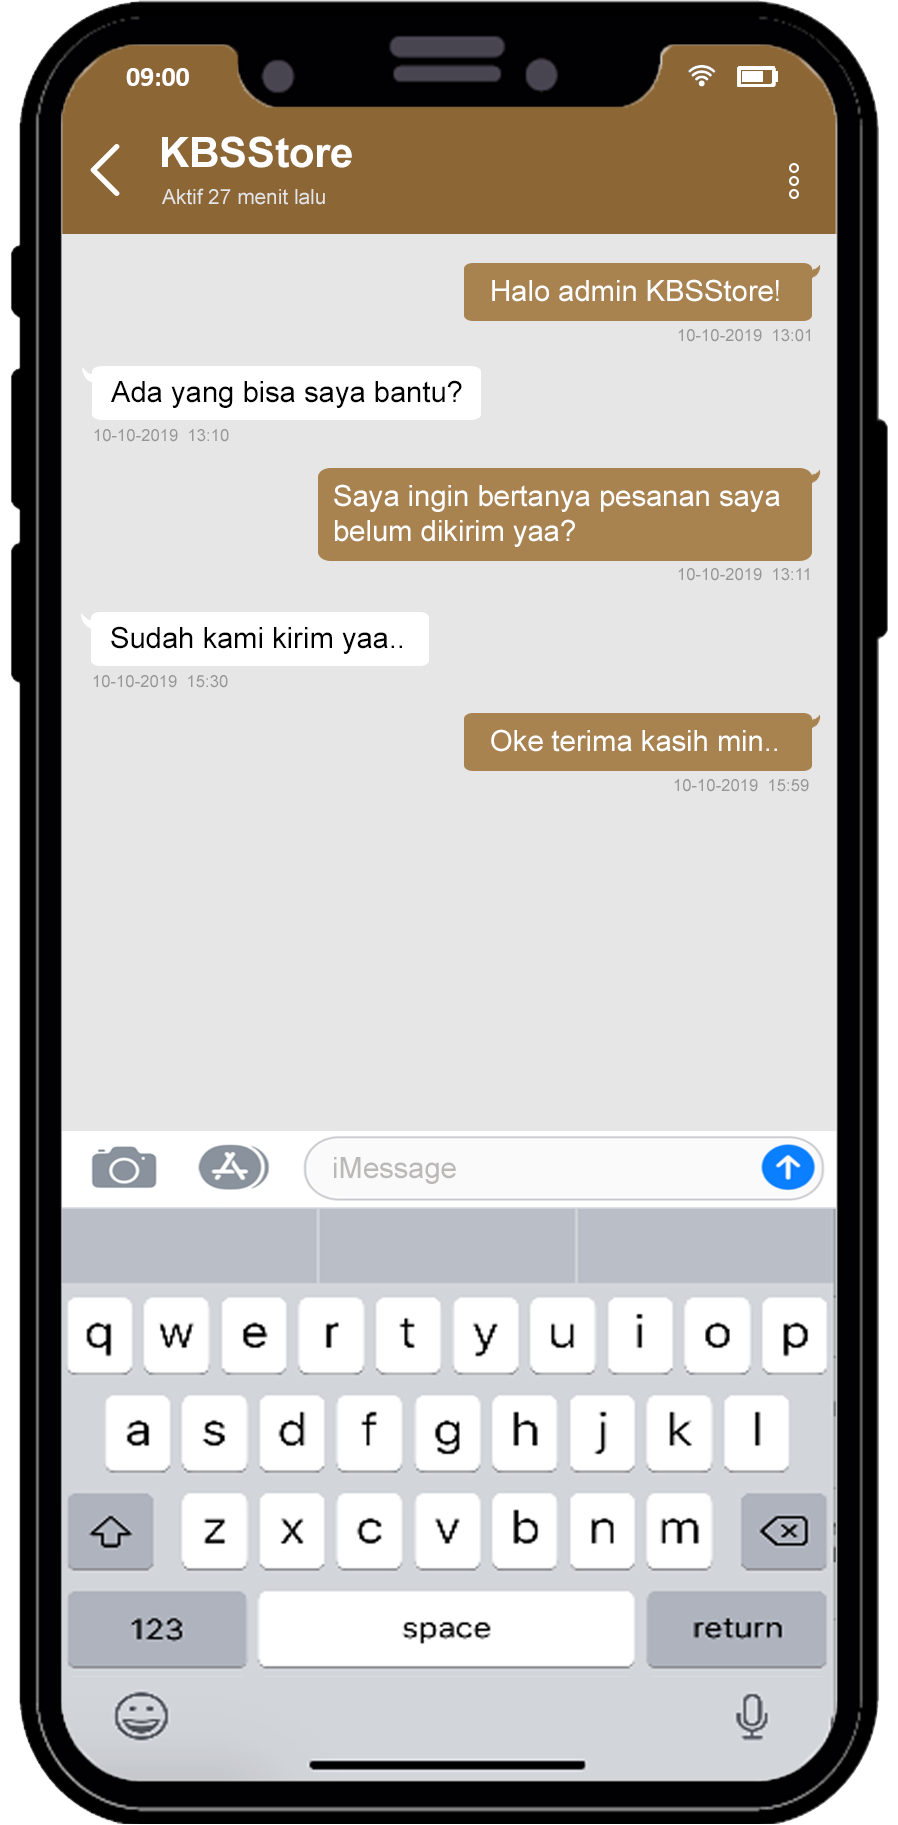 09:00
KBSStore
Aktif 27 menit lalu
Halo admin KBSStore!
10-10-2019 13:01
Ada yang bisa saya bantu?
10-10-2019 13:10
Saya ingin bertanya pesanan saya
belum dikirim yaa?
10-10-2019 13:11
Sudah kami kirim yaa..
10-10-2019 15:30
Oke terima kasih min..
10-10-2019 15:59
iMessage
q w e r t y u i o p
a s d f g h j k l
z x c v b n m
123 space return